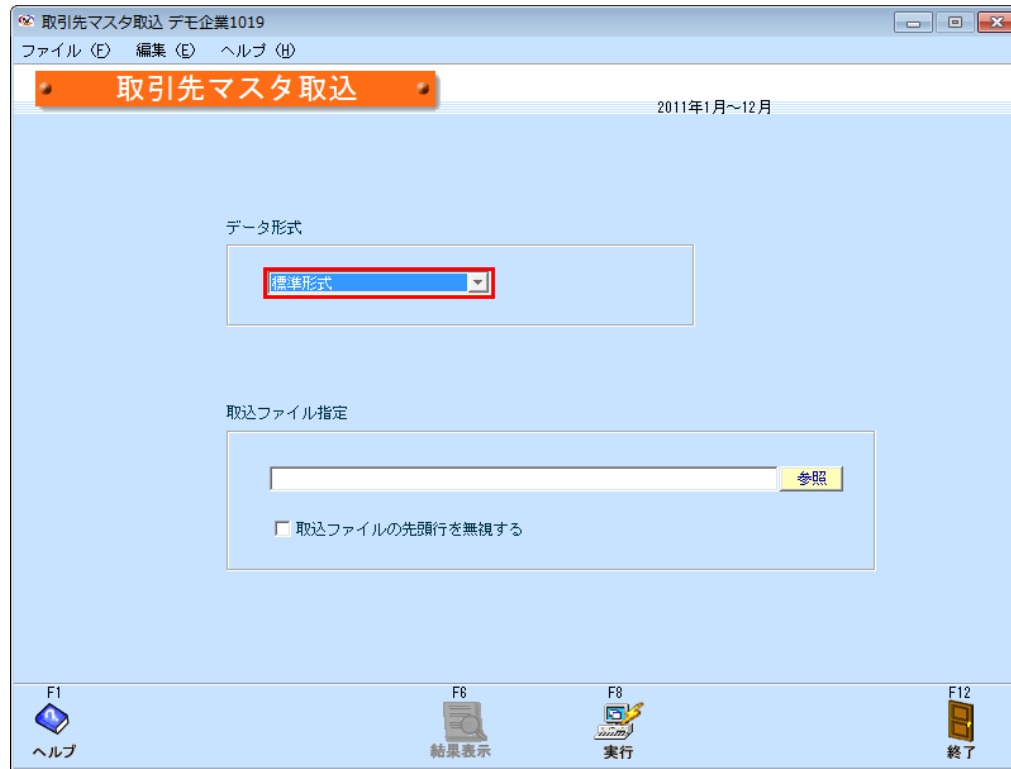 取引先マスタ取込 デモ企業1019
ファイル (F) 編集 (E) ヘルプ (H)
取引先マスタ取込
2011年1月～12月
データ形式
標準形式
取込ファイル指定
参照
取込ファイルの先頭行を無視する
F1 F6 F8 F12
ヘルプ 結果表示 実行 終了